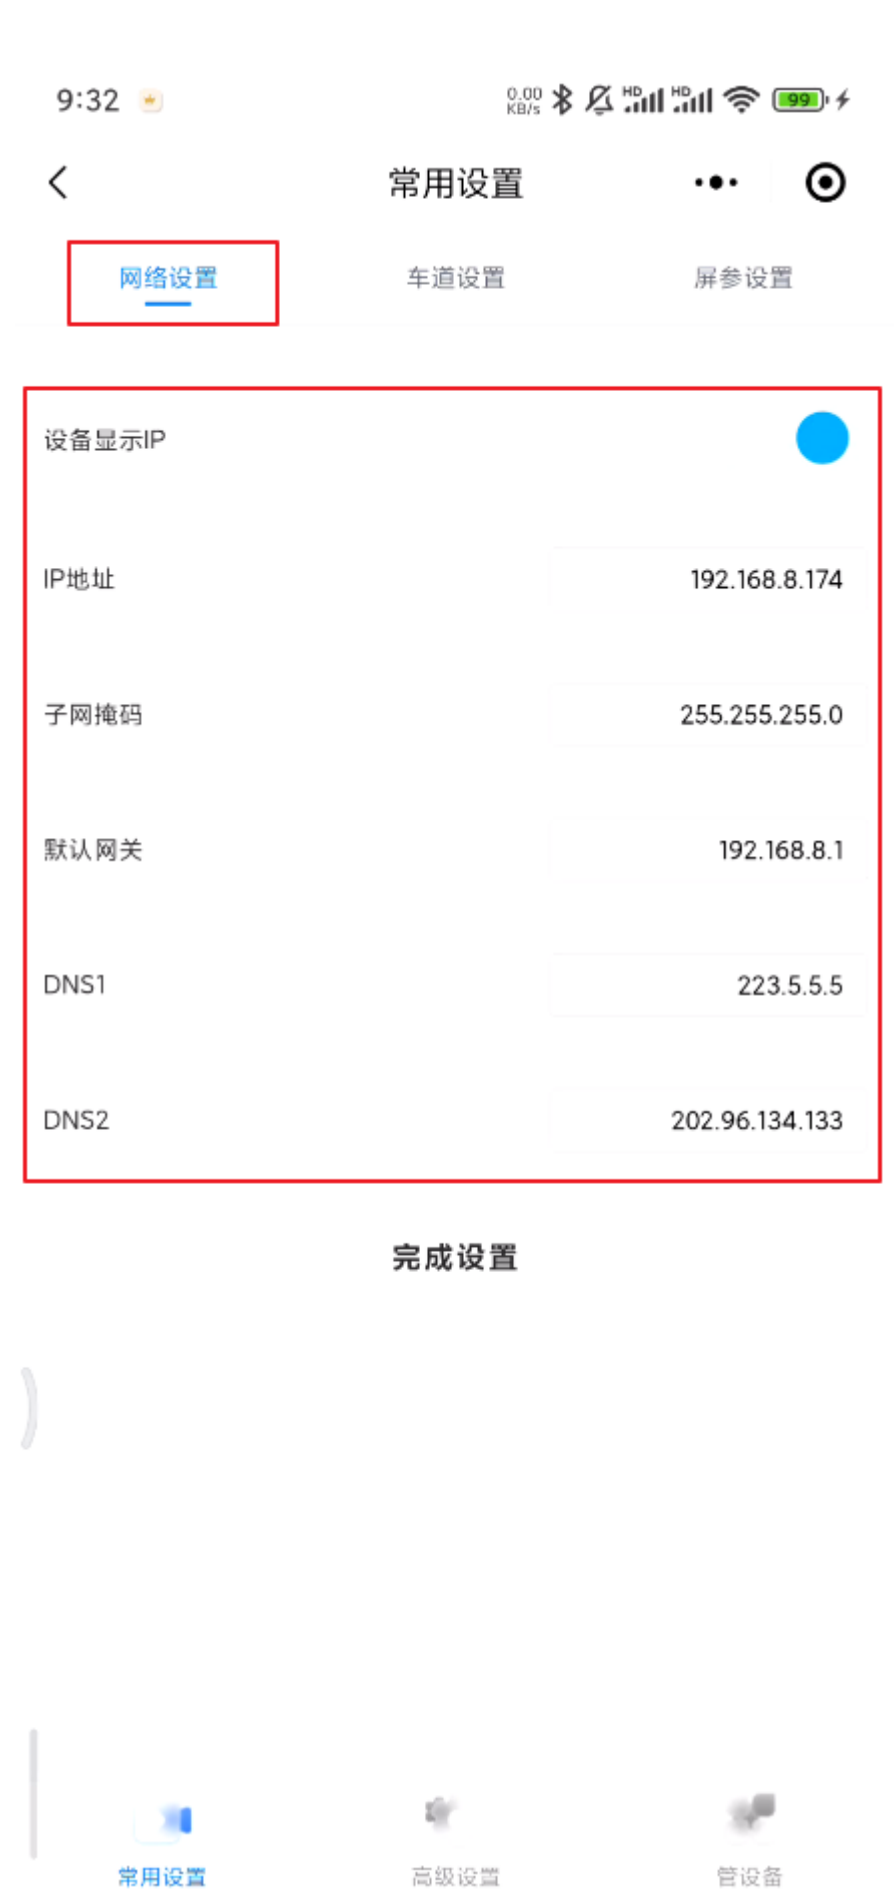 9:32 0.00 KB/s HD HD 99
常用设置
网络设置 车道设置 屏参设置
设备显示IP
IP地址 192.168.8.174
子网掩码 255.255.255.0
默认网关 192.168.8.1
DNS1 223.5.5.5
DNS2 202.96.134.133
完成设置
常用设置 高级设置 管设备